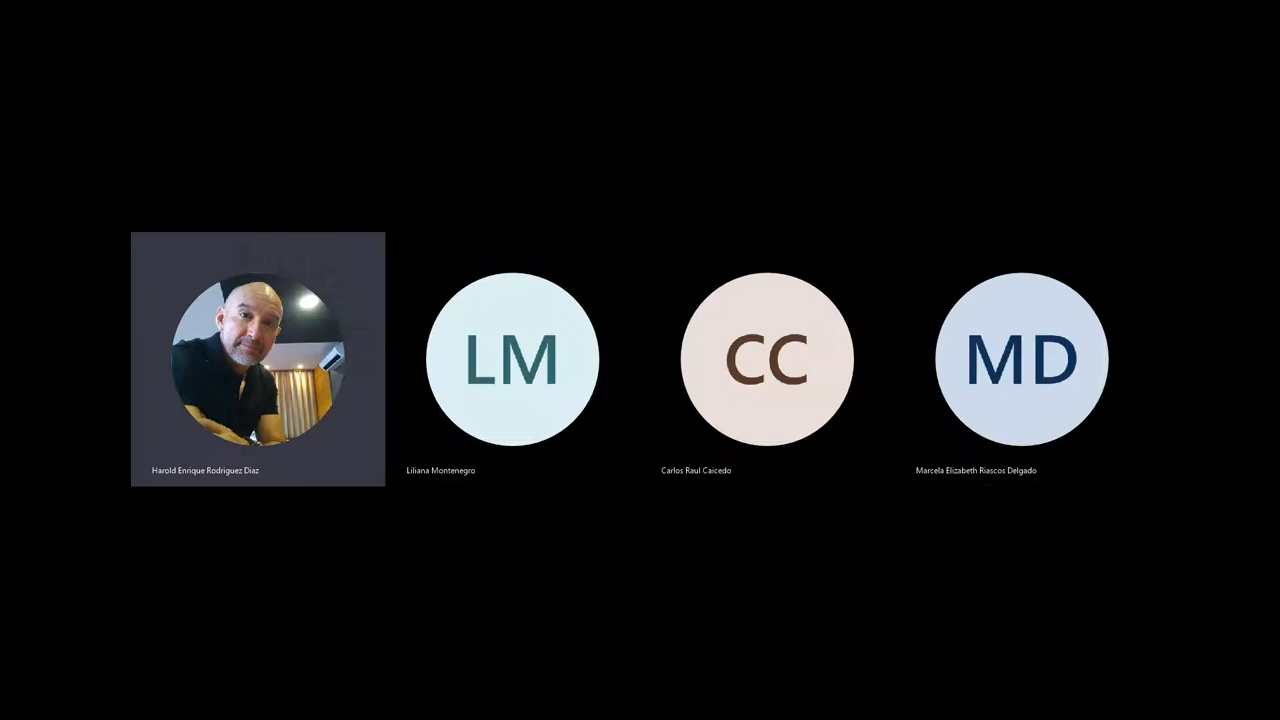 LM
CC
MD
Harold Enrique Rodriguez Diaz
Liliana Montenegro
Carlos Raul Caicedo
Marcela Elizabeth Riascos Delgado